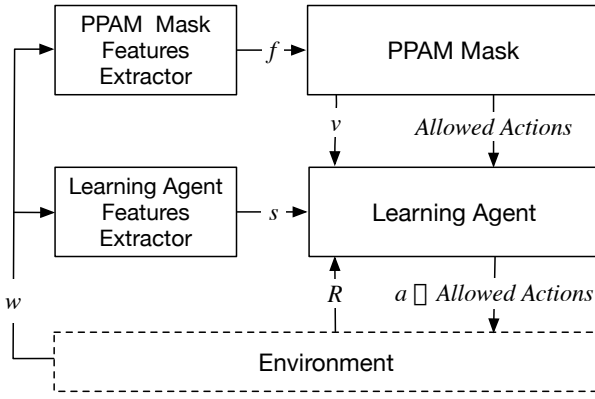 PPAM Mask
Features
Extractor
f
PPAM Mask
v
Allowed Actions
Learning Agent
Features
Extractor
s
Learning Agent
w
R
a ▯ Allowed Actions
Environment